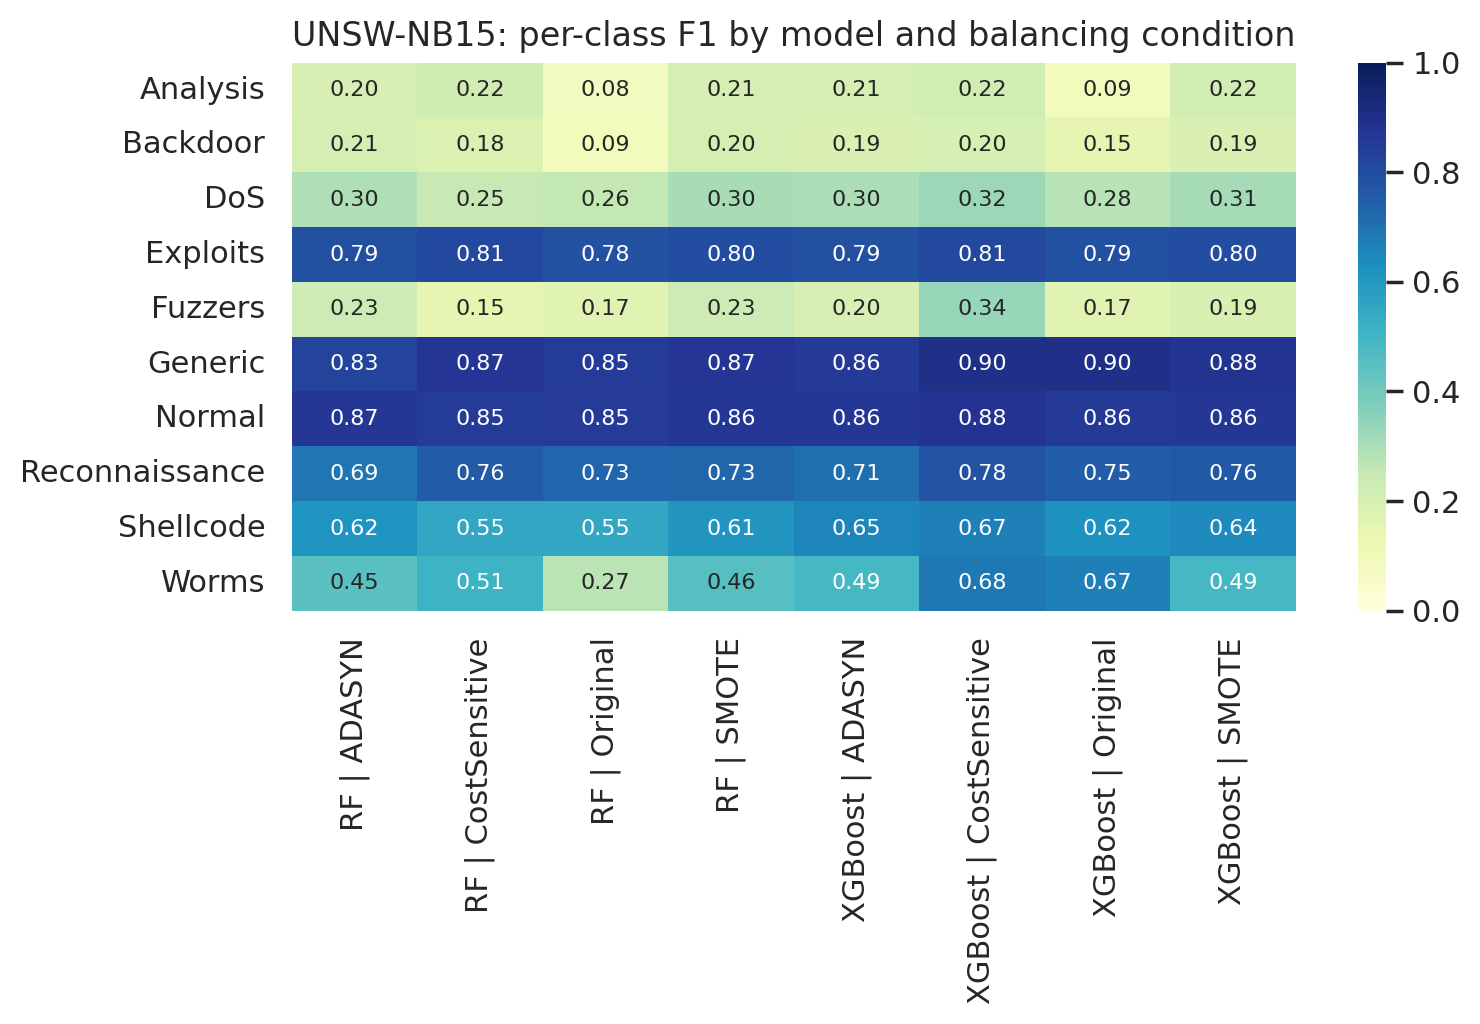 UNSW-NB15: per-class F1 by model and balancing condition
Analysis 0.20 0.22 0.08 0.21 0.21 0.22 0.09 0.22
Backdoor 0.21 0.18 0.09 0.20 0.19 0.20 0.15 0.19
DoS 0.30 0.25 0.26 0.30 0.30 0.32 0.28 0.31
Exploits 0.79 0.81 0.78 0.80 0.79 0.81 0.79 0.80
Fuzzers 0.23 0.15 0.17 0.23 0.20 0.34 0.17 0.19
Generic 0.83 0.87 0.85 0.87 0.86 0.90 0.90 0.88
Normal 0.87 0.85 0.85 0.86 0.86 0.88 0.86 0.86
Reconnaissance 0.69 0.76 0.73 0.73 0.71 0.78 0.75 0.76
Shellcode 0.62 0.55 0.55 0.61 0.65 0.67 0.62 0.64
Worms 0.45 0.51 0.27 0.46 0.49 0.68 0.67 0.49
RF | ADASYN
RF | CostSensitive
RF | Original
RF | SMOTE
XGBoost | ADASYN
XGBoost | CostSensitive
XGBoost | Original
XGBoost | SMOTE
1.0
0.8
0.6
0.4
0.2
0.0